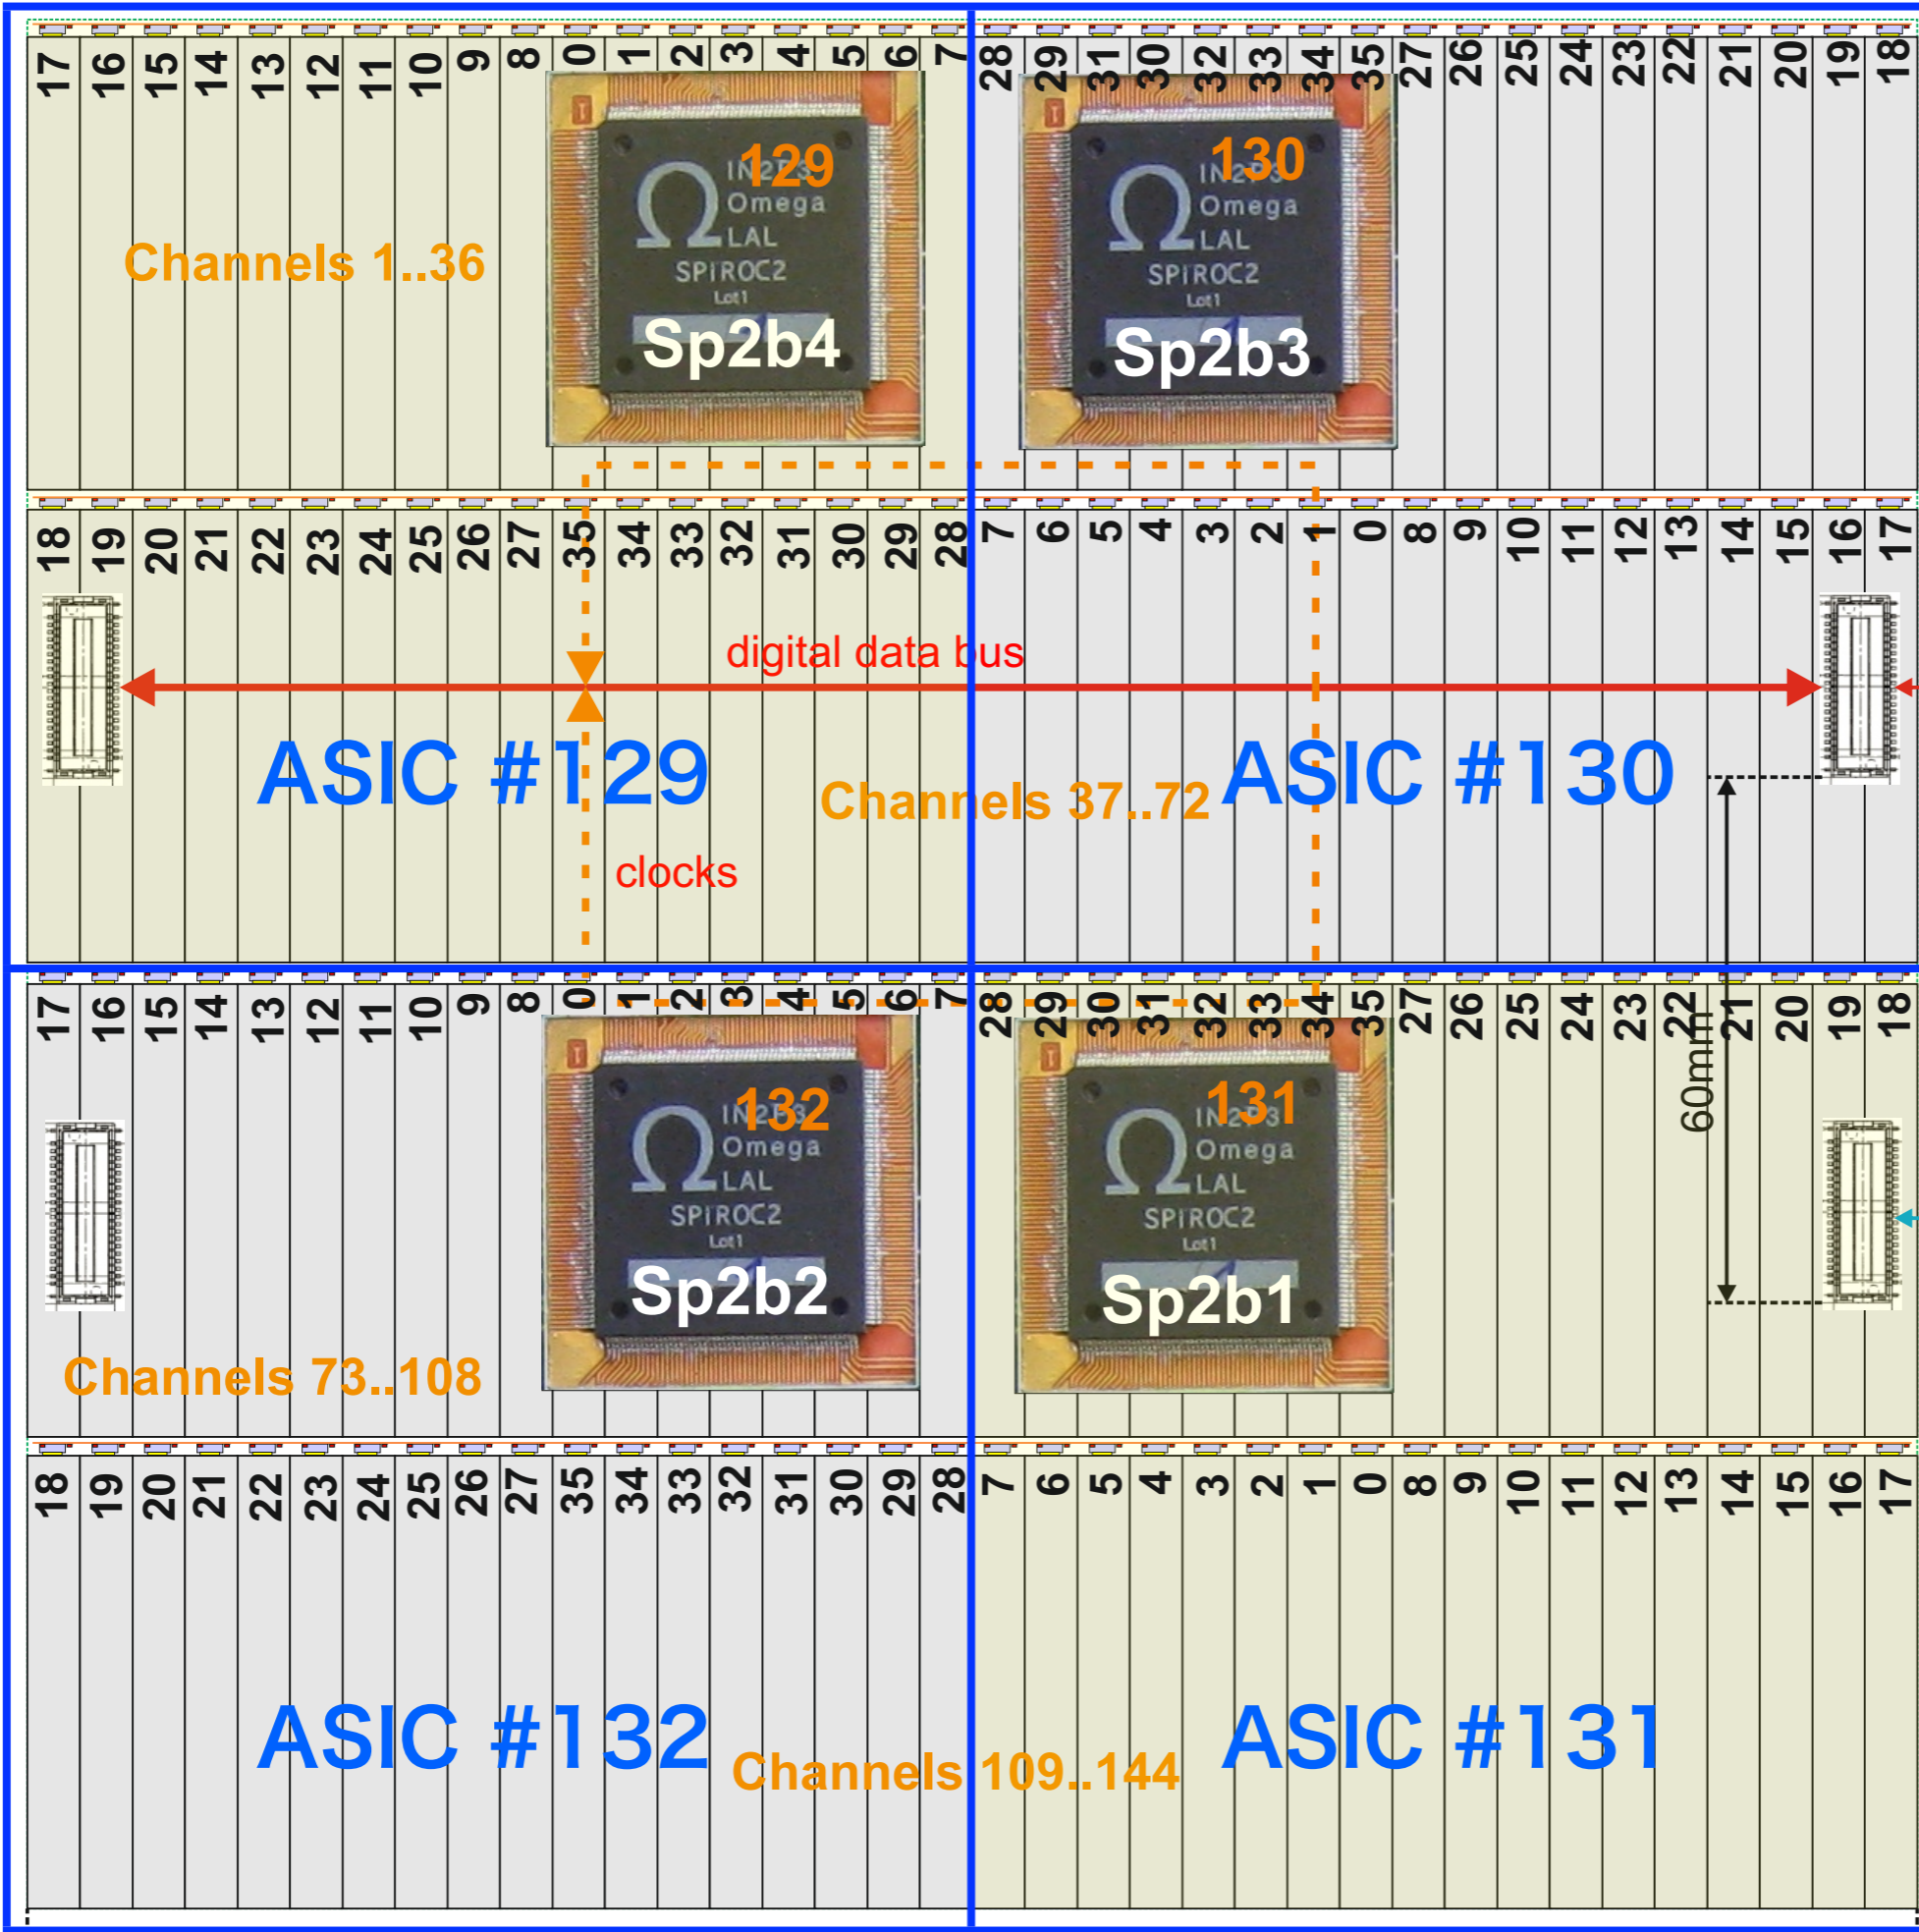 17 16 15 14 13 12 11 10 9 8 0 1 2 3 4 5 6 7 28 29 31 30 32 33 34 35 27 26 25 24 23 22 21 20 19 18
129
IN2P3
Omega
LAL
SPIROC2
Lot1
Sp2b4
130
IN2P3
Omega
LAL
SPIROC2
Lot1
Sp2b3
Channels 1..36
18 19 20 21 22 23 24 25 26 27 35 34 33 32 31 30 29 28 7 6 5 4 3 2 1 0 8 9 10 11 12 13 14 15 16 17
digital data bus
ASIC #129
Channels 37..72
ASIC #130
clocks
17 16 15 14 13 12 11 10 9 8 0 1 2 3 4 5 6 7 28 29 30 31 32 33 34 35 27 26 25 24 23 22 21 20 19 18
60mm
132
IN2P3
Omega
LAL
SPIROC2
Lot1
Sp2b2
131
IN2P3
Omega
LAL
SPIROC2
Lot1
Sp2b1
Channels 73..108
18 19 20 21 22 23 24 25 26 27 35 34 33 32 31 30 29 28 7 6 5 4 3 2 1 0 8 9 10 11 12 13 14 15 16 17
ASIC #132
Channels 109..144
ASIC #131